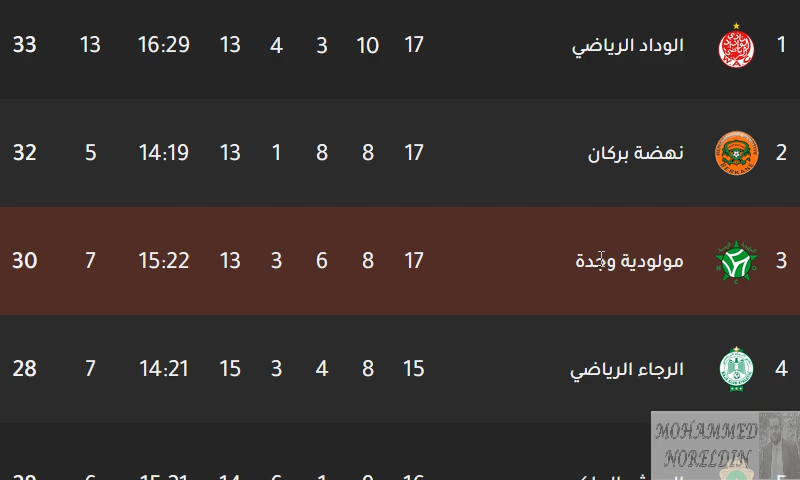 1 الوداد الرياضي 17 10 3 4 13 16:29 13 33
2 نهضة بركان 17 8 8 1 13 14:19 5 32
3 مولودية وجدة 17 8 6 3 13 15:22 7 30
4 الرجاء الرياضي 15 8 4 3 15 14:21 7 28
MOHAMMED
NORELDIN